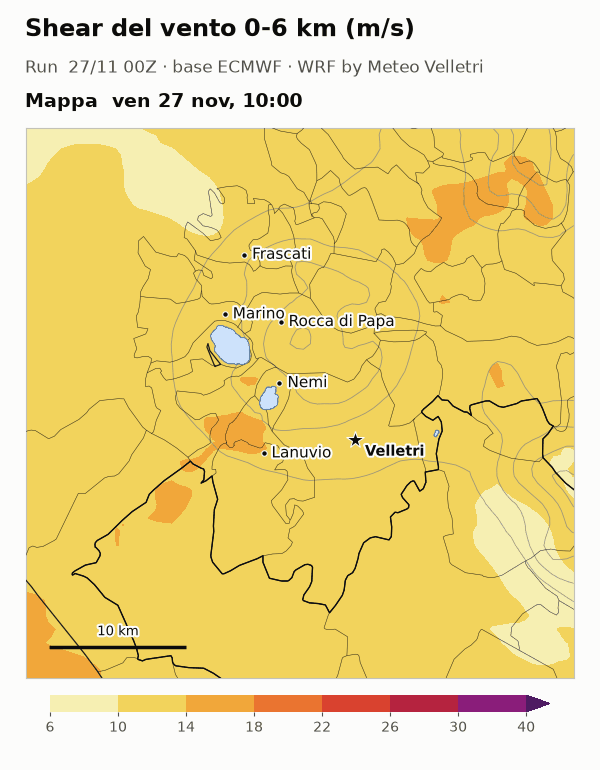 Shear del vento 0-6 km (m/s)
Run  27/11 00Z · base ECMWF · WRF by Meteo Velletri
Mappa  ven 27 nov, 10:00
Frascati
Marino
Rocca di Papa
Nemi
Velletri
Lanuvio
10 km
6 10 14 18 22 26 30 40